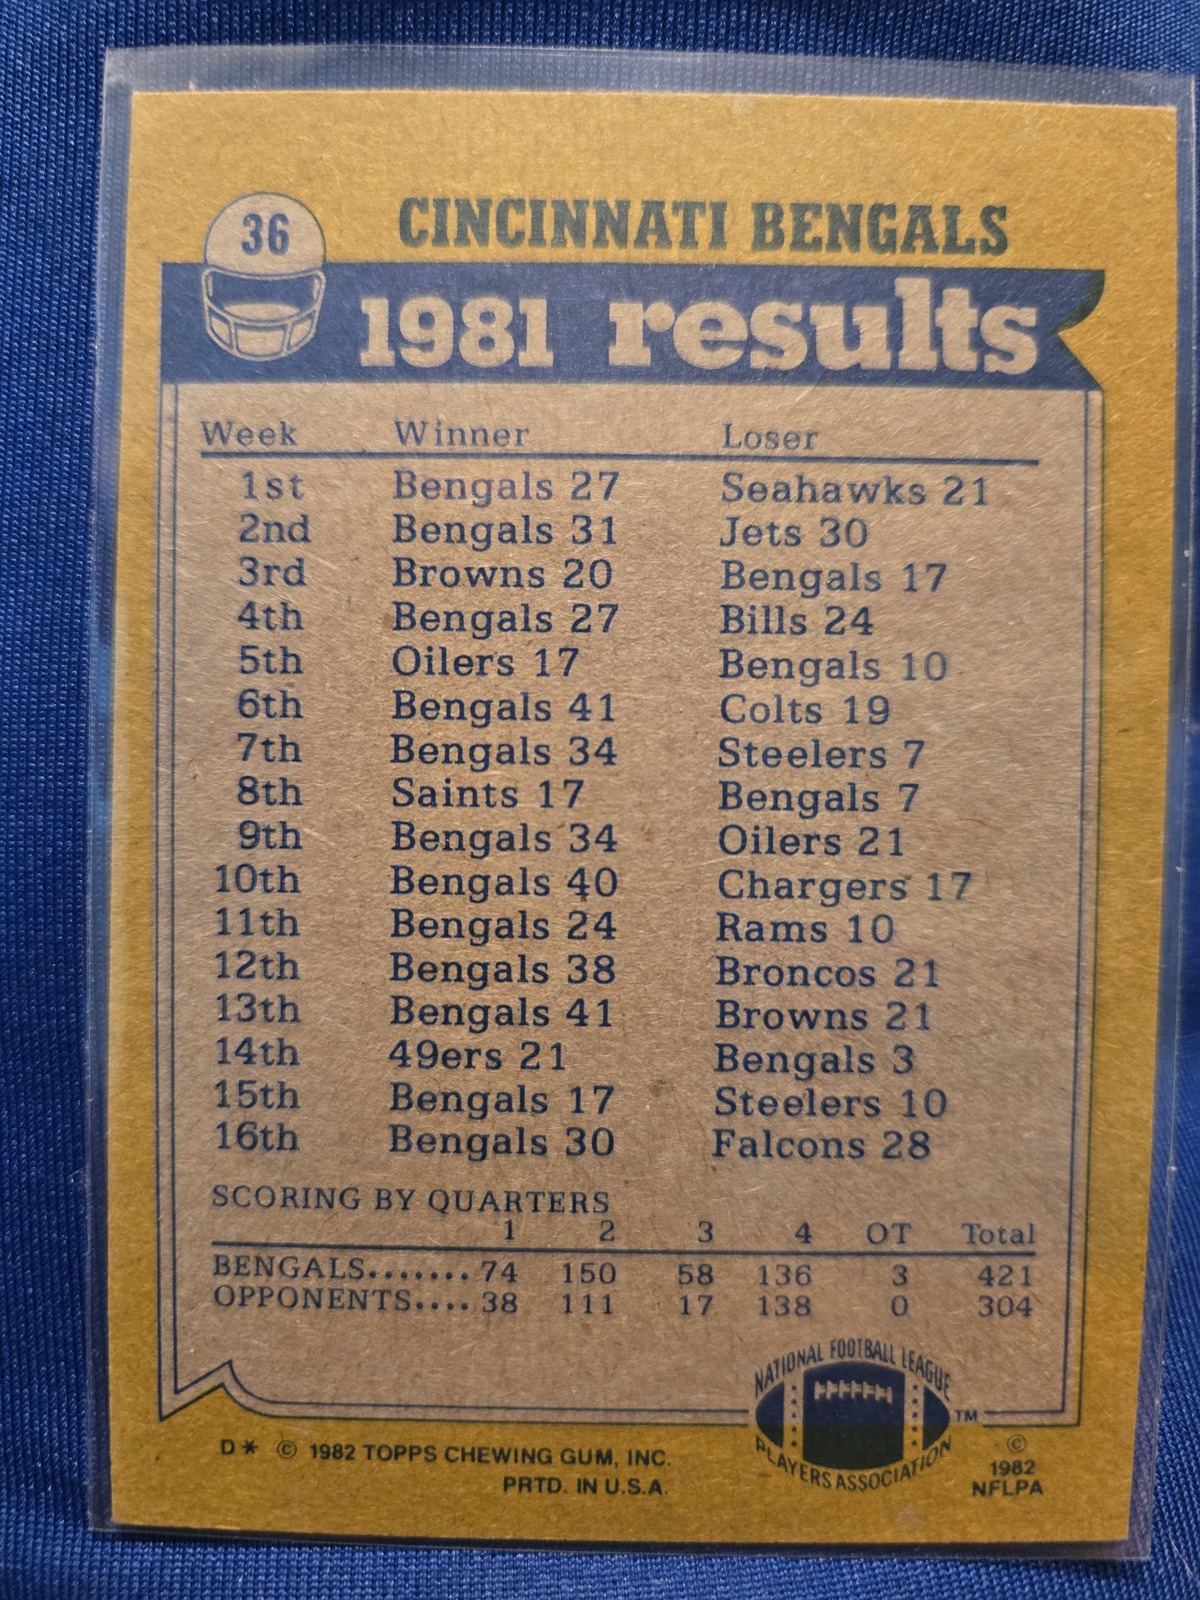 36
CINCINNATI BENGALS
1981 results
Week Winner Loser
1st Bengals 27 Seahawks 21
2nd Bengals 31 Jets 30
3rd Browns 20 Bengals 17
4th Bengals 27 Bills 24
5th Oilers 17 Bengals 10
6th Bengals 41 Colts 19
7th Bengals 34 Steelers 7
8th Saints 17 Bengals 7
9th Bengals 34 Oilers 21
10th Bengals 40 Chargers 17
11th Bengals 24 Rams 10
12th Bengals 38 Broncos 21
13th Bengals 41 Browns 21
14th 49ers 21 Bengals 3
15th Bengals 17 Steelers 10
16th Bengals 30 Falcons 28
SCORING BY QUARTERS
1 2 3 4 OT Total
BENGALS....... 74 150 58 136 3 421
OPPONENTS.... 38 111 17 138 0 304
NATIONAL FOOTBALL LEAGUE
PLAYERS ASSOCIATION
TM
D* © 1982 TOPPS CHEWING GUM, INC.
PRTD. IN U.S.A.
©
1982
NFLPA